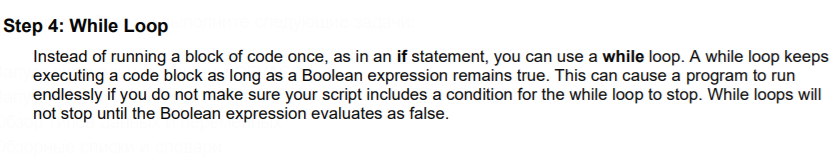 Step 4: While Loop
Instead of running a block of code once, as in an if statement, you can use a while loop. A while loop keeps
executing a code block as long as a Boolean expression remains true. This can cause a program to run
endlessly if you do not make sure your script includes a condition for the while loop to stop. While loops will
not stop until the Boolean expression evaluates as false.